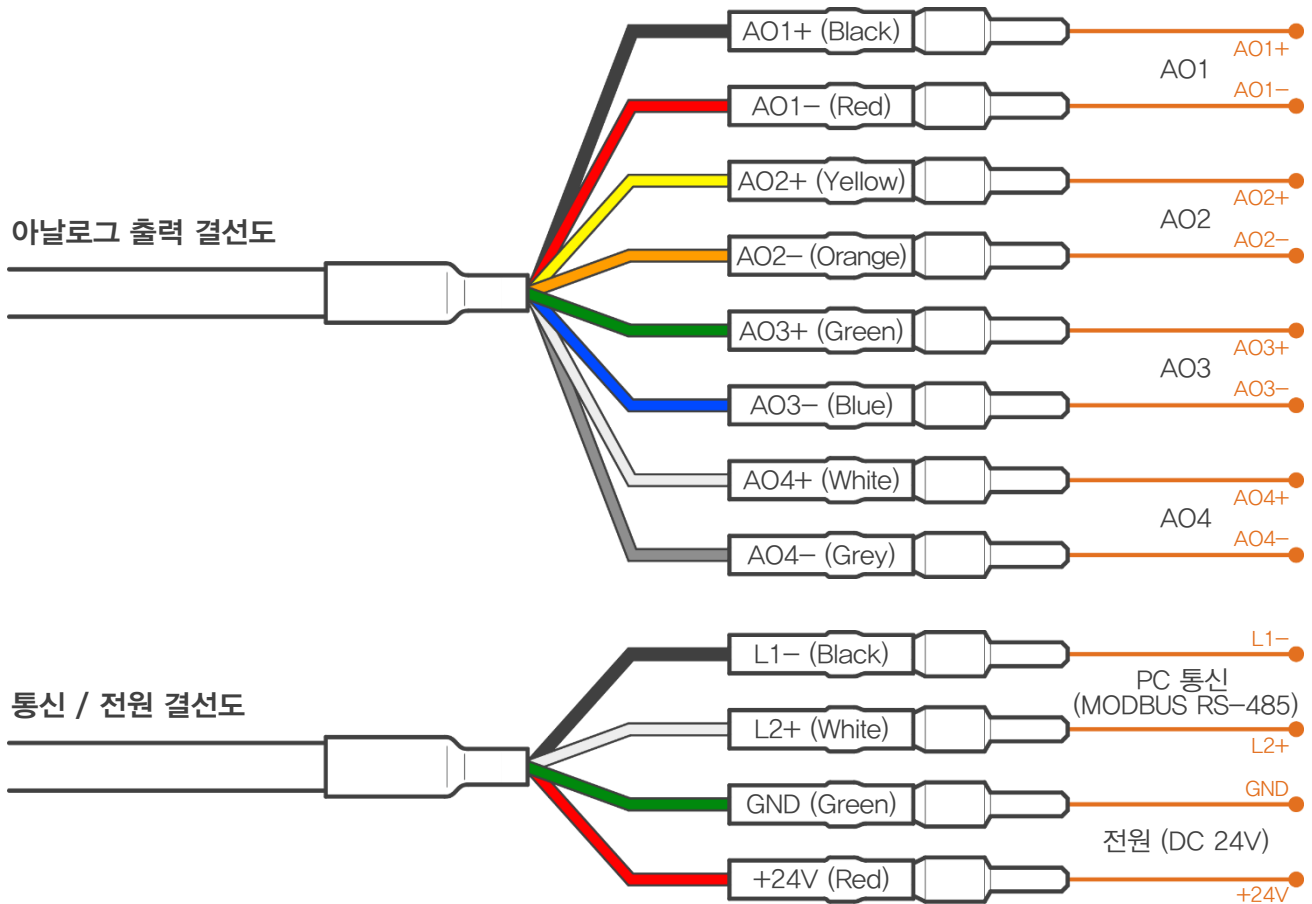 아날로그 출력 결선도
AO1+ (Black)
AO1+
AO1
AO1− (Red)
AO1−
AO2+ (Yellow)
AO2+
AO2
AO2− (Orange)
AO2−
AO3+ (Green)
AO3+
AO3
AO3− (Blue)
AO3−
AO4+ (White)
AO4+
AO4
AO4− (Grey)
AO4−
통신 / 전원 결선도
L1− (Black)
L1−
PC 통신
(MODBUS RS−485)
L2+ (White)
L2+
GND (Green)
GND
전원 (DC 24V)
+24V (Red)
+24V